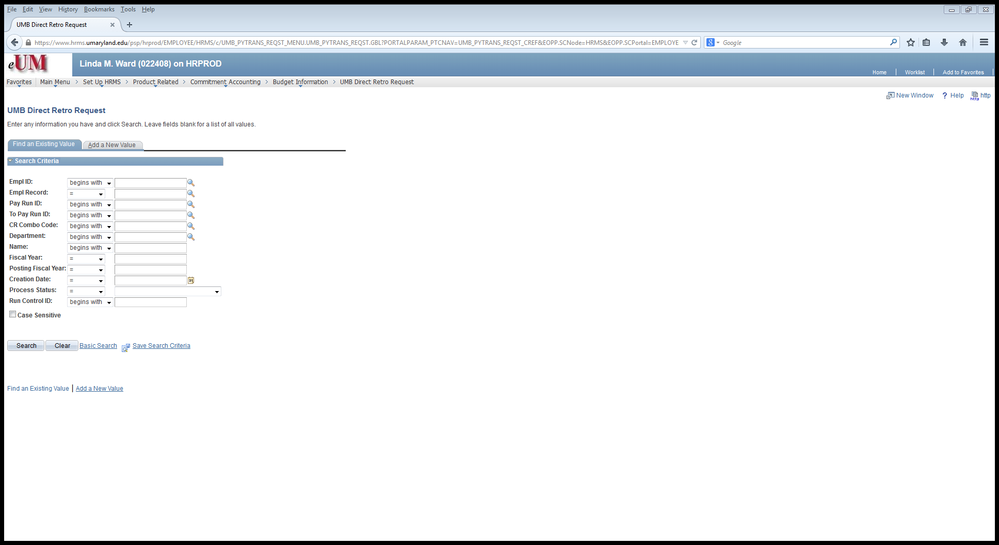 File Edit View History Bookmarks Tools Help
UMB Direct Retro Request
https://www.hrms.umaryland.edu/psp/hrprod/EMPLOYEE/HRMS/c/UMB_PYTRANS_REQST_MENU.UMB_PYTRANS_REQST.GBL?PORTALPARAM_PTCNAV=UMB_PYTRANS_REQST_CREF&EOPP.SCNode=HRMS&EOPP.SCPortal=EMPLOYE
8 Google
eUM
Linda M. Ward (022408) on HRPROD
Home Worklist Add to Favorites
Favorites Main Menu > Set Up HRMS > Product Related > Commitment Accounting > Budget Information > UMB Direct Retro Request
New Window ? Help http http
UMB Direct Retro Request
Enter any information you have and click Search. Leave fields blank for a list of all values.
Find an Existing Value Add a New Value
Search Criteria
Empl ID: begins with
Empl Record: =
Pay Run ID: begins with
To Pay Run ID: begins with
CR Combo Code: begins with
Department: begins with
Name: begins with
Fiscal Year: =
Posting Fiscal Year: =
Creation Date: = 31
Process Status: =
Run Control ID: begins with
Case Sensitive
Search Clear Basic Search Save Search Criteria
Find an Existing Value | Add a New Value